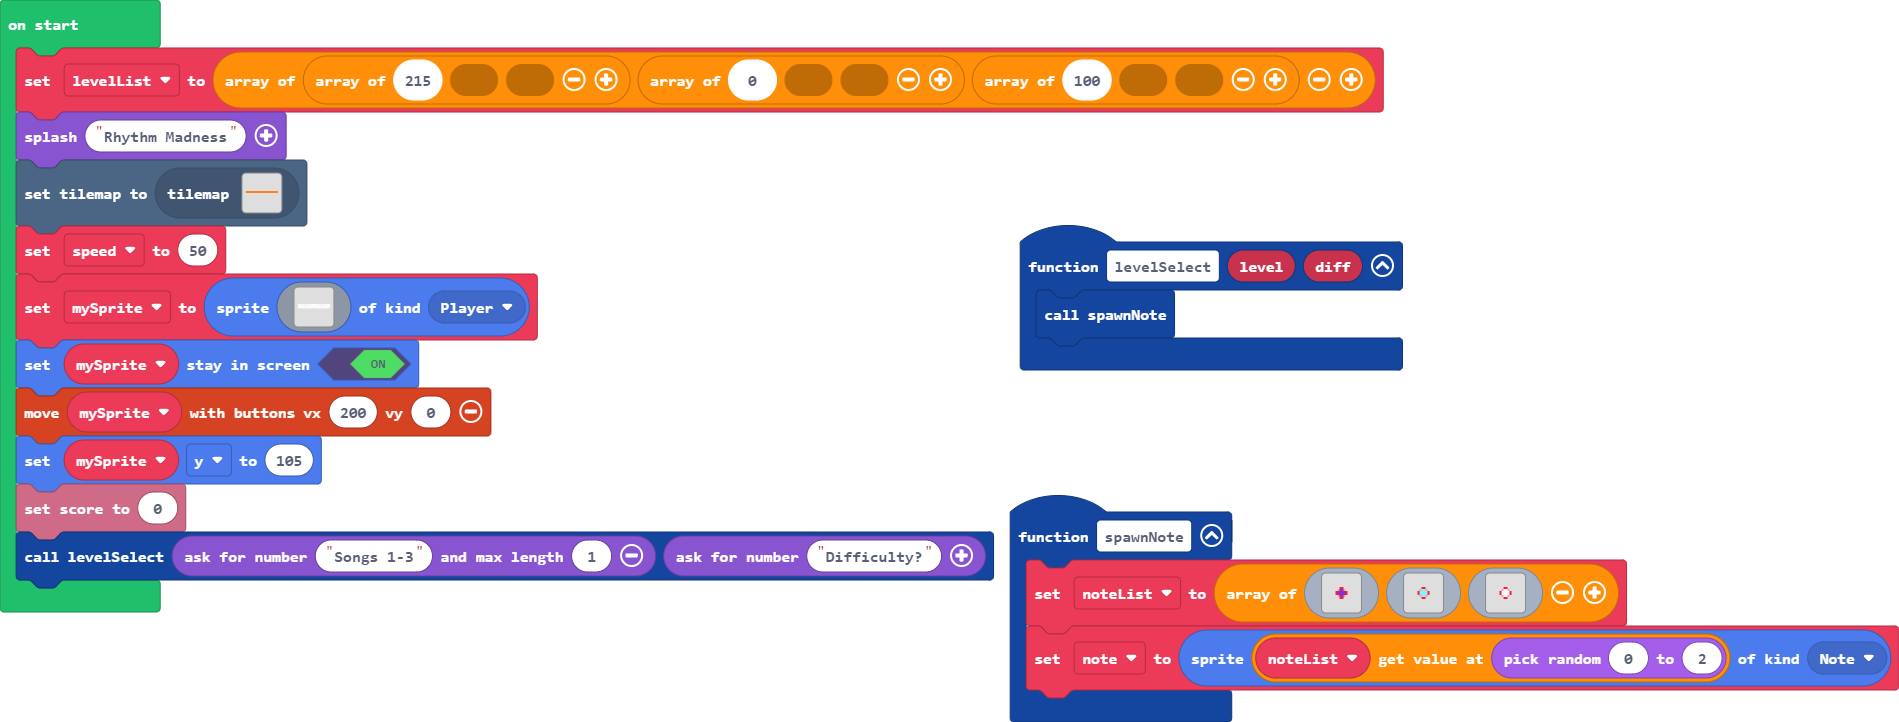 on start
set levelList to array of array of 215 array of 0 array of 100
splash "Rhythm Madness"
set tilemap to tilemap
set speed to 50
set mySprite to sprite of kind Player
set mySprite stay in screen ON
move mySprite with buttons vx 200 vy 0
set mySprite y to 105
set score to 0
call levelSelect ask for number "Songs 1-3" and max length 1 ask for number "Difficulty?"
function levelSelect level diff
call spawnNote
function spawnNote
set noteList to array of
set note to sprite noteList get value at pick random 0 to 2 of kind Note